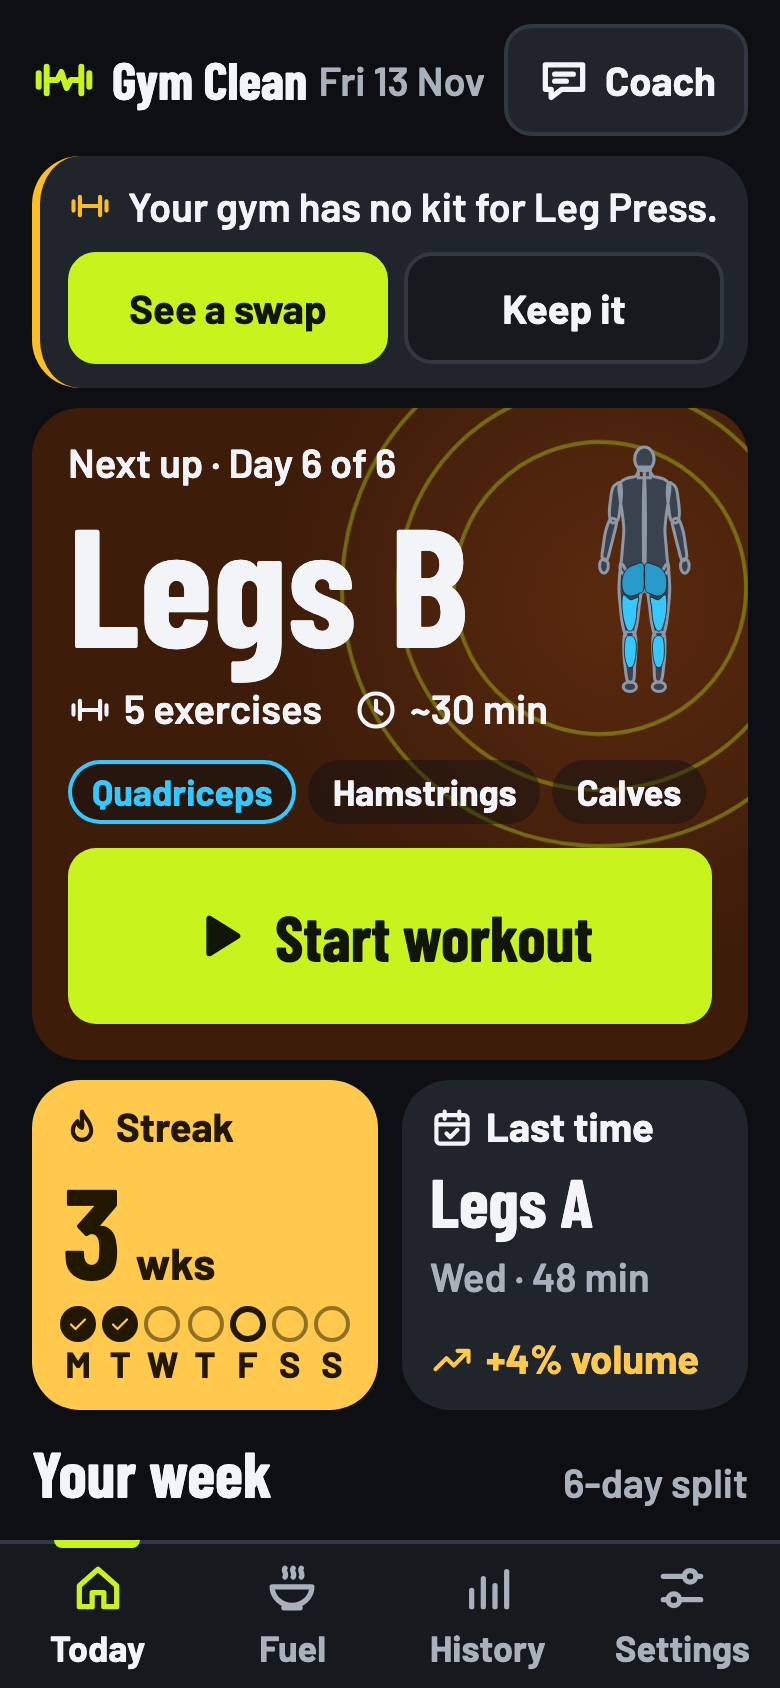 Gym Clean Fri 13 Nov Coach
Your gym has no kit for Leg Press.
See a swap Keep it
Next up · Day 6 of 6
Legs B
5 exercises ~30 min
Quadriceps Hamstrings Calves
Start workout
Streak
3 wks
M T W T F S S
Last time
Legs A
Wed · 48 min
+4% volume
Your week 6-day split
Today Fuel History Settings